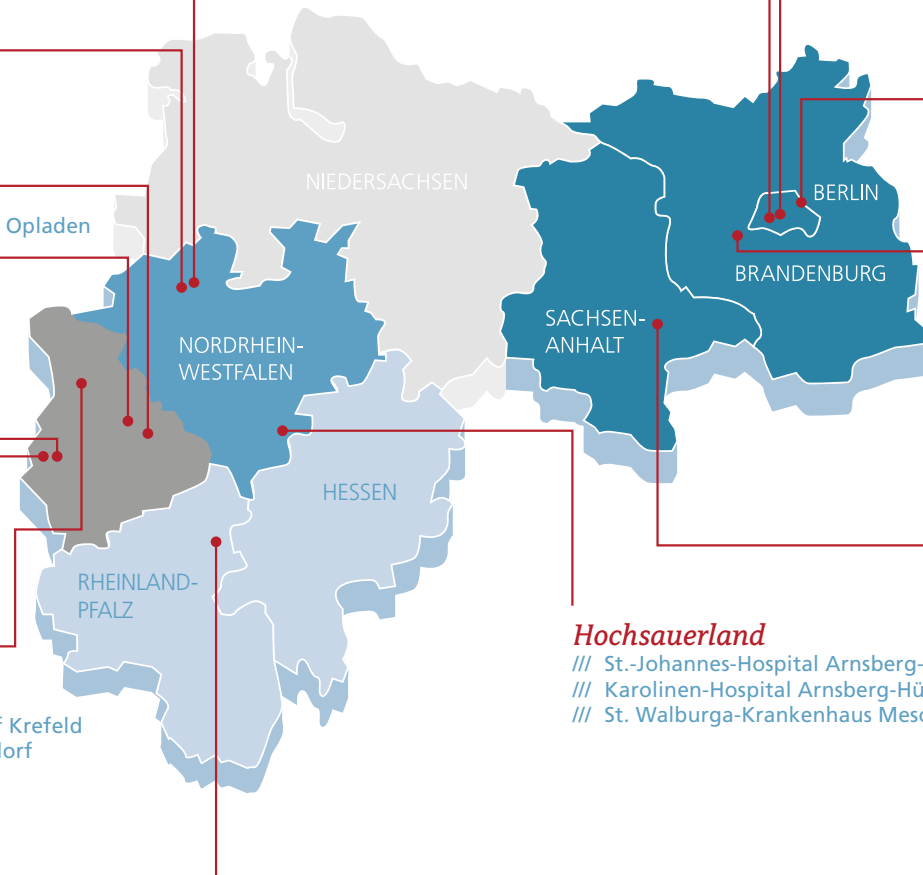 NIEDERSACHSEN
BERLIN
Opladen
BRANDENBURG
SACHSEN-
ANHALT
NORDRHEIN-
WESTFALEN
HESSEN
RHEINLAND-
PFALZ
Hochsauerland
/// St.-Johannes-Hospital Arnsberg-
/// Karolinen-Hospital Arnsberg-Hü
/// St. Walburga-Krankenhaus Mesc
f Krefeld
dorf